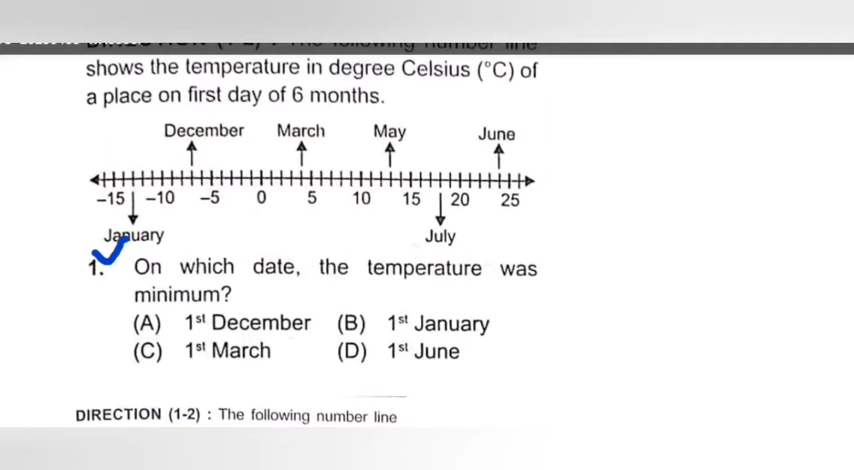 shows the temperature in degree Celsius (°C) of
a place on first day of 6 months.
December March May June
−15 −10 −5 0 5 10 15 20 25
January July
1. On which date, the temperature was
minimum?
(A) 1st December (B) 1st January
(C) 1st March (D) 1st June
DIRECTION (1-2) : The following number line